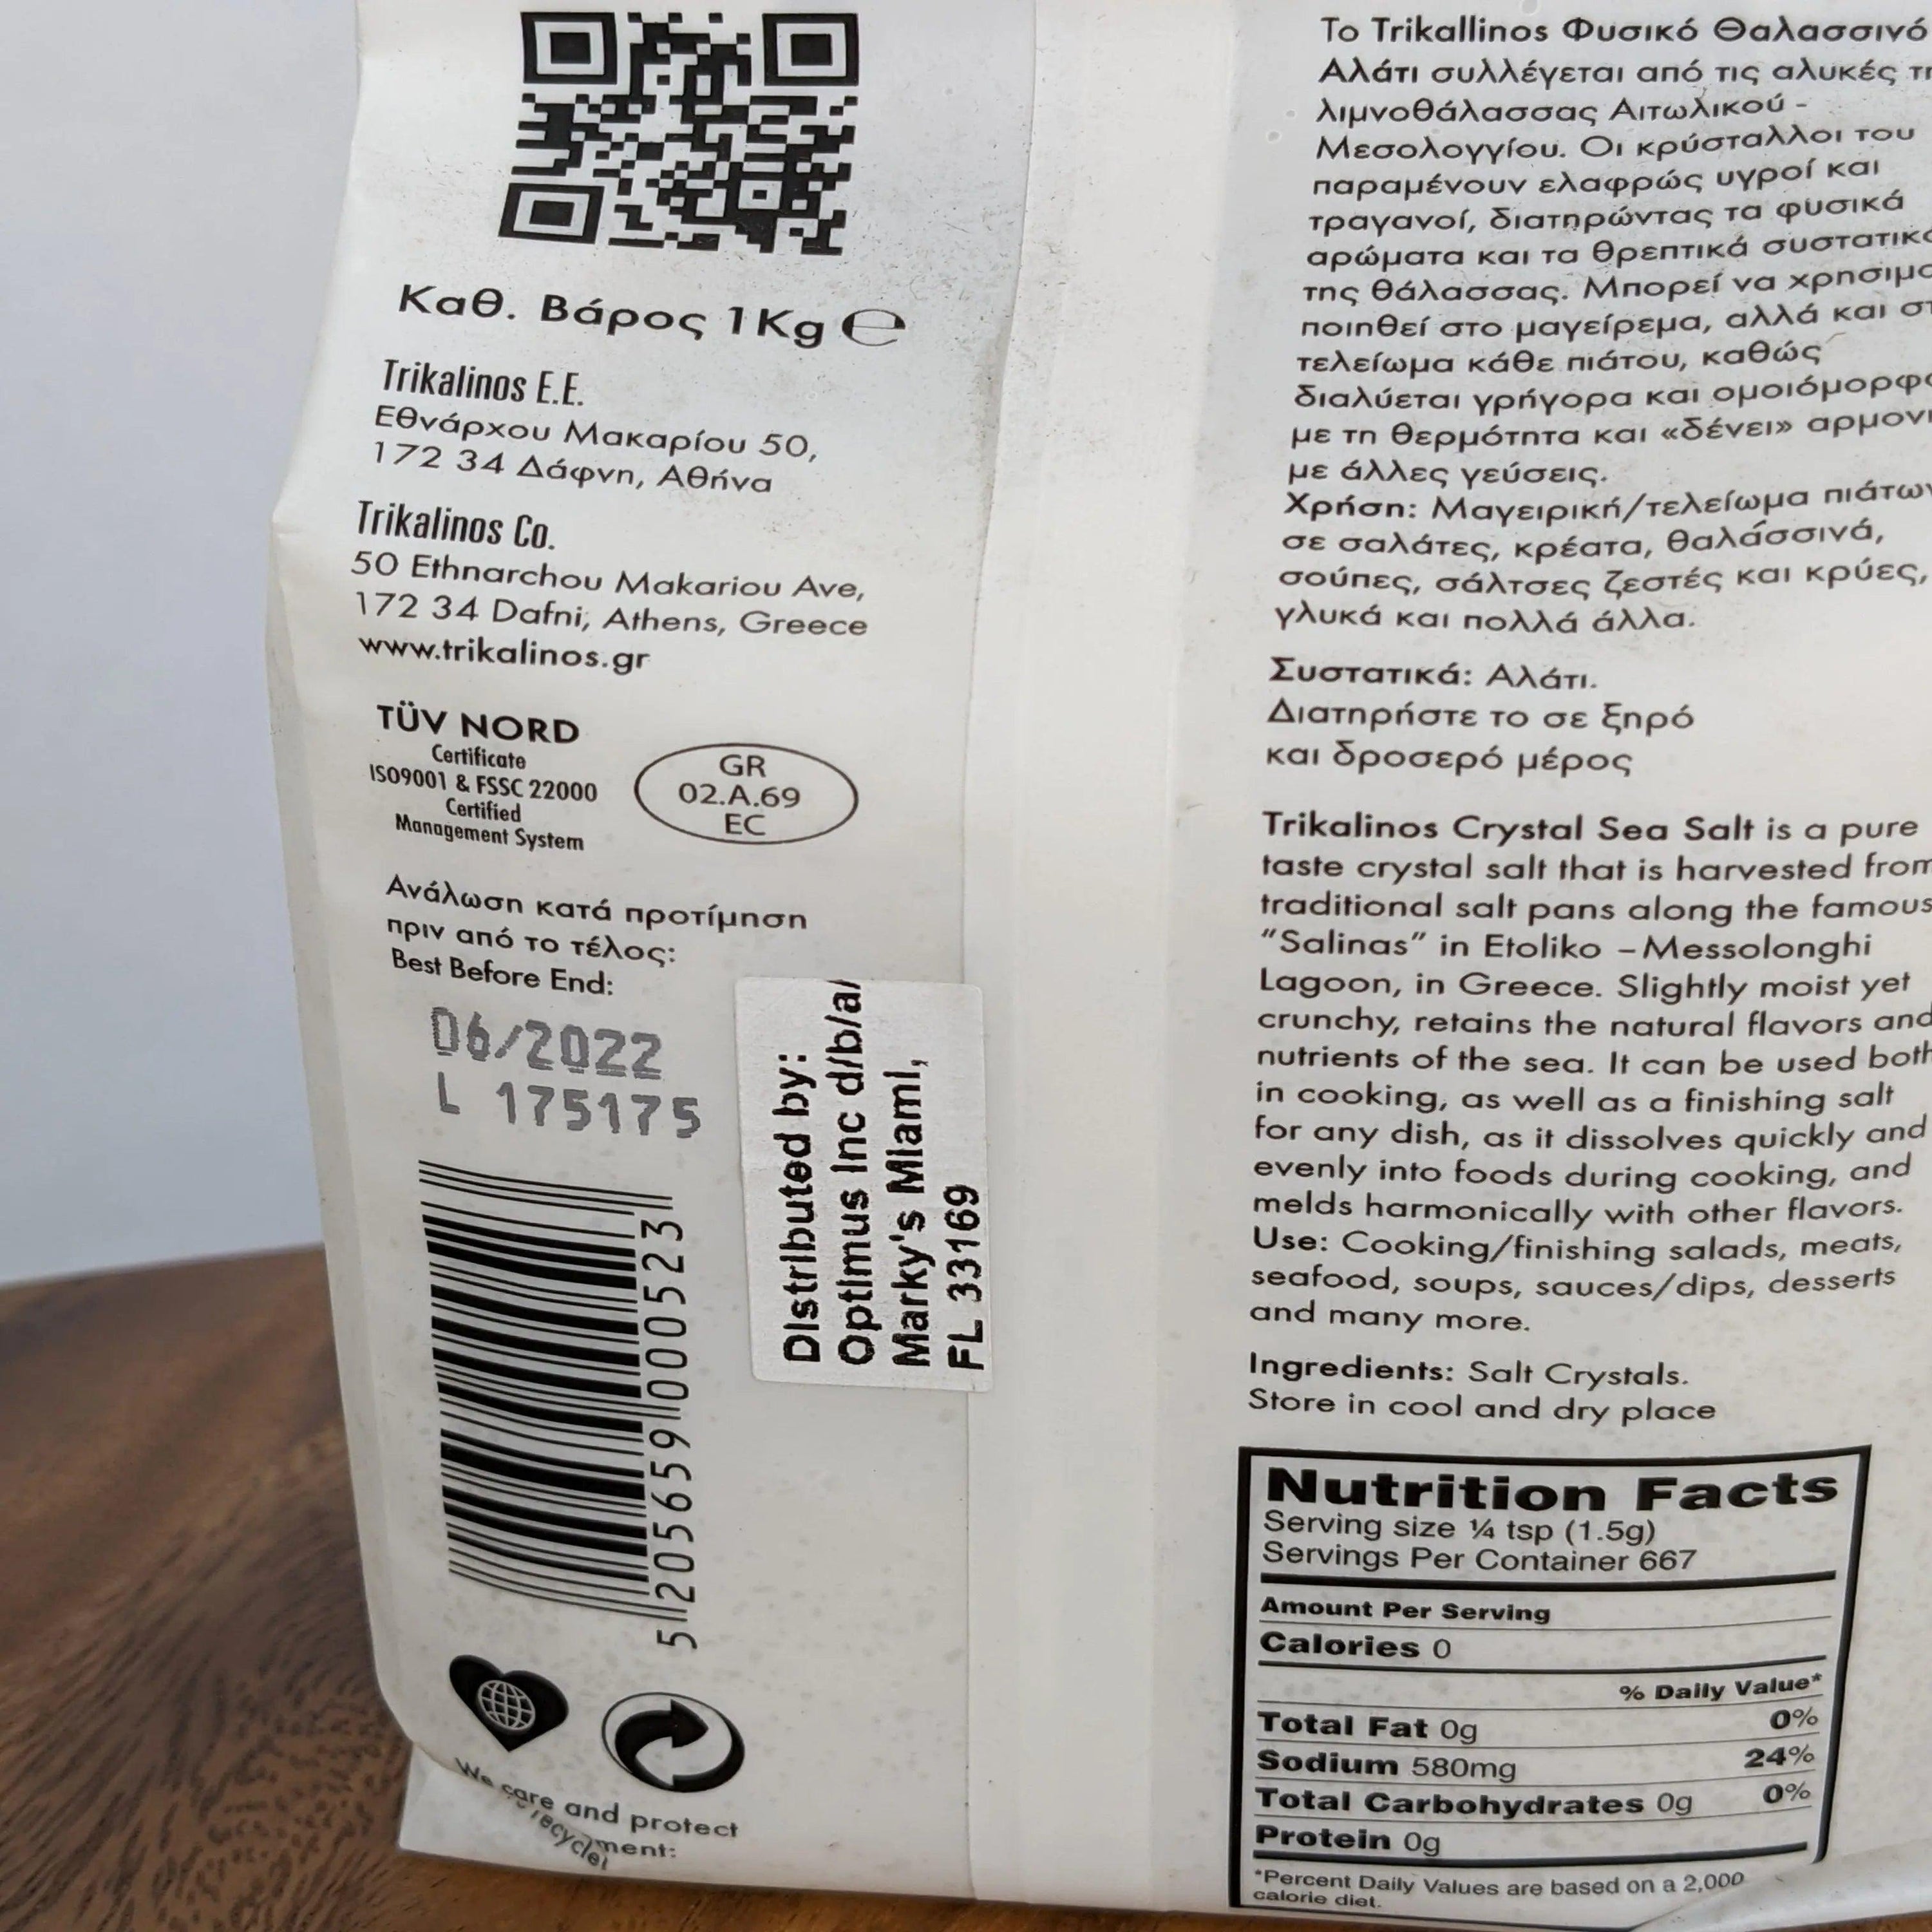 Καθ. Βάρος 1Kg ℮
Trikalinos E.E.
Εθνάρχου Μακαρίου 50,
172 34 Δάφνη, Αθήνα
Trikalinos Co.
50 Ethnarchou Makariou Ave,
172 34 Dafni, Athens, Greece
www.trikalinos.gr
TÜV NORD
Certificate
ISO9001 & FSSC 22000
Certified
Management System
GR
02.A.69
EC
Ανάλωση κατά προτίμηση
πριν από το τέλος:
Best Before End:
06/2022
L 175175
5 205659 000523
Distributed by:
Optimus Inc d/b/a/
Marky's Miami,
FL 33169
We care and protect
Το Trikallinos Φυσικό Θαλασσινό
Αλάτι συλλέγεται από τις αλυκές
λιμνοθάλασσας Αιτωλικού -
Μεσολογγίου. Οι κρύσταλλοι του
παραμένουν ελαφρώς υγροί και
τραγανοί, διατηρώντας τα φυσικά
αρώματα και τα θρεπτικά
της θάλασσας. Μπορεί να
ποιηθεί στο μαγείρεμα, αλλά και
τελείωμα κάθε πιάτου, καθώς
διαλύεται γρήγορα και
με τη θερμότητα και «δένει»
με άλλες γεύσεις.
Χρήση: Μαγειρική/τελείωμα πιάτων
σε σαλάτες, κρέατα, θαλάσσινά,
σούπες, σάλτσες ζεστές και κρύες,
γλυκά και πολλά άλλα.
Συστατικά: Αλάτι.
Διατηρήστε το σε ξηρό
και δροσερό μέρος
Trikalinos Crystal Sea Salt is a pure
taste crystal salt that is harvested from
traditional salt pans along the famous
“Salinas” in Etoliko – Messolonghi
Lagoon, in Greece. Slightly moist yet
crunchy, retains the natural flavors and
nutrients of the sea. It can be used both
in cooking, as well as a finishing salt
for any dish, as it dissolves quickly and
evenly into foods during cooking, and
melds harmonically with other flavors.
Use: Cooking/finishing salads, meats,
seafood, soups, sauces/dips, desserts
and many more.
Ingredients: Salt Crystals.
Store in cool and dry place
Nutrition Facts
Serving size ¼ tsp (1.5g)
Servings Per Container 667
Amount Per Serving
Calories 0
% Daily Value*
Total Fat 0g 0%
Sodium 580mg 24%
Total Carbohydrates 0g 0%
Protein 0g
*Percent Daily Values are based on a 2,000
calorie diet.